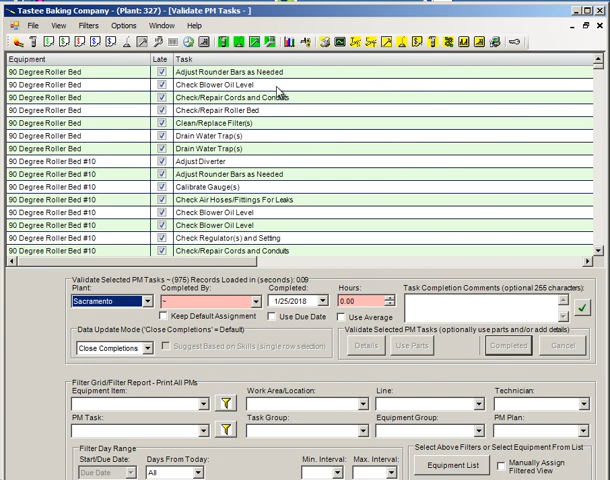 Tastee Baking Company - (Plant: 327) - [Validate PM Tasks - ]
File View Filters Options Window Help
Equipment Late Task
90 Degree Roller Bed Adjust Rounder Bars as Needed
90 Degree Roller Bed Check Blower Oil Level
90 Degree Roller Bed Check/Repair Cords and Conduits
90 Degree Roller Bed Check/Repair Roller Bed
90 Degree Roller Bed Clean/Replace Filter(s)
90 Degree Roller Bed Drain Water Trap(s)
90 Degree Roller Bed Drain Water Trap(s)
90 Degree Roller Bed #10 Adjust Diverter
90 Degree Roller Bed #10 Adjust Rounder Bars as Needed
90 Degree Roller Bed #10 Calibrate Gauge(s)
90 Degree Roller Bed #10 Check Air Hoses/Fittings For Leaks
90 Degree Roller Bed #10 Check Blower Oil Level
90 Degree Roller Bed #10 Check Blower Oil Level
90 Degree Roller Bed #10 Check Regulator(s) and Setting
90 Degree Roller Bed #10 Check/Repair Cords and Conduits
Validate Selected PM Tasks ~ (975) Records Loaded in (seconds): 0.09
Plant: Completed By: Completed: Hours: Task Completion Comments (optional 255 characters):
Sacramento ~ 1/25/2018 0.00
Keep Default Assignment Use Due Date Use Average
Data Update Mode ('Close Completions' = Default) Validate Selected PM Tasks (optionally use parts and/or add details)
Close Completions Suggest Based on Skills (single row selection) Details Use Parts Completed Cancel
Filter Grid/Filter Report - Print All PMs
Equipment Item: Work Area/Location: Line: Technician:
PM Task: Task Group: Equipment Group: PM Plan:
Filter Day Range Select Above Filters or Select Equipment From List
Start/Due Date: Days From Today: Min. Interval: Max. Interval:
Due Date All Equipment List Manually Assign
Filtered View